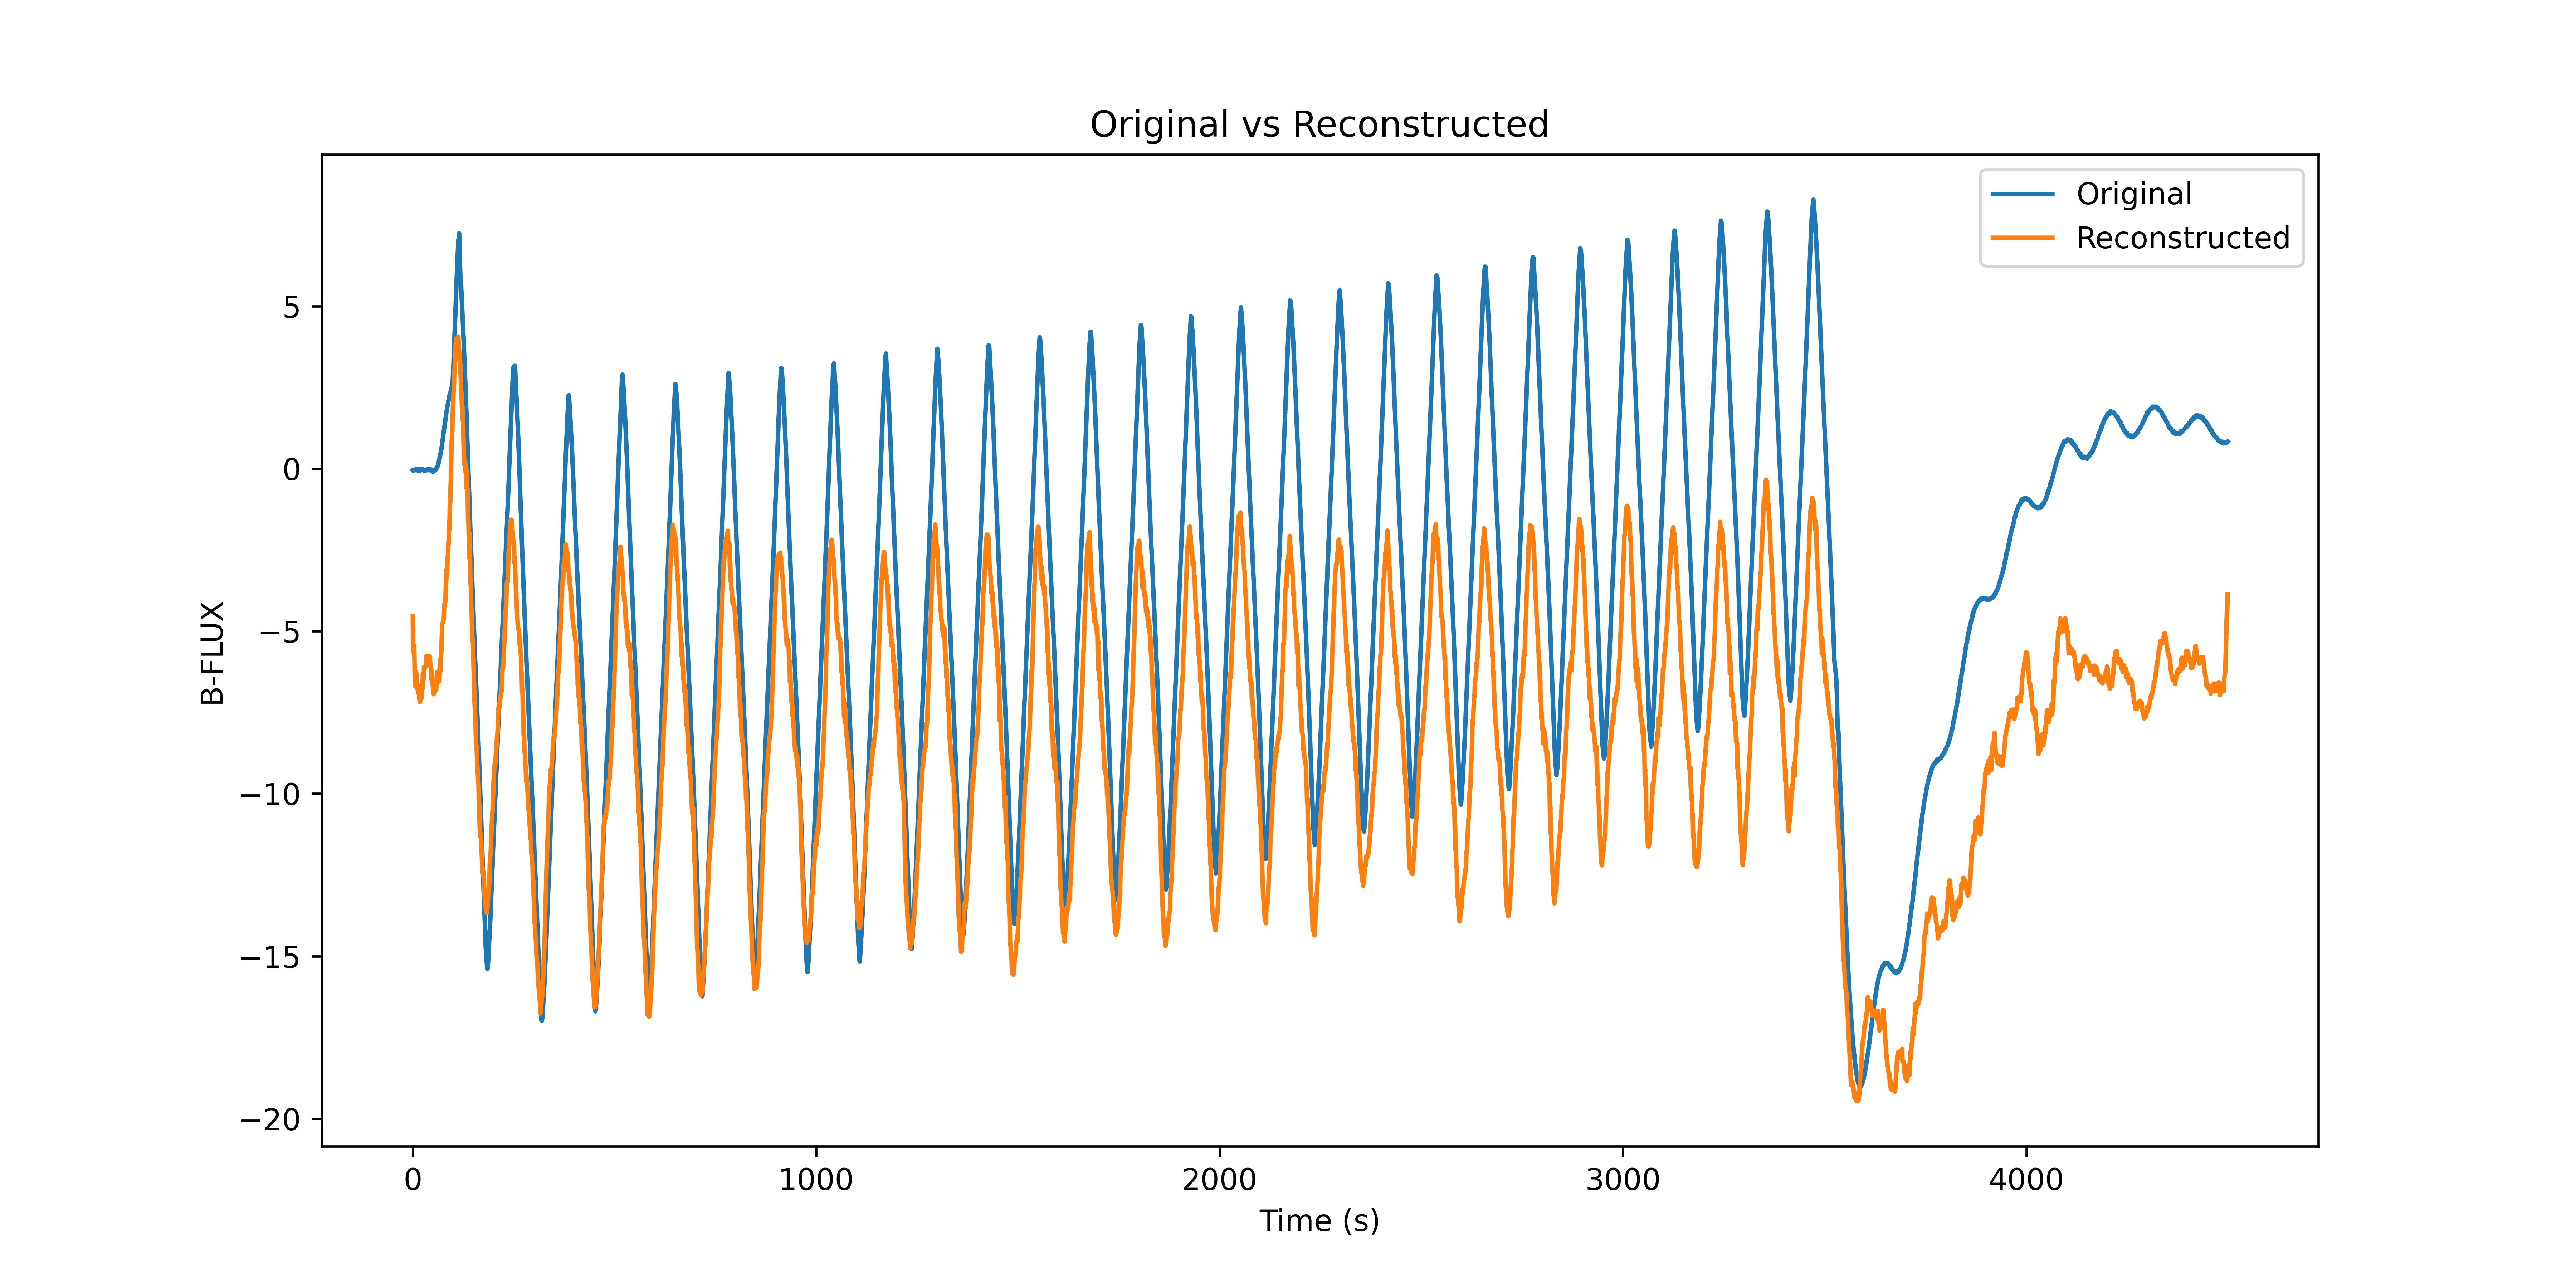 Original vs Reconstructed
Original
Reconstructed
B-FLUX
5
0
−5
−10
−15
−20
0 1000 2000 3000 4000
Time (s)